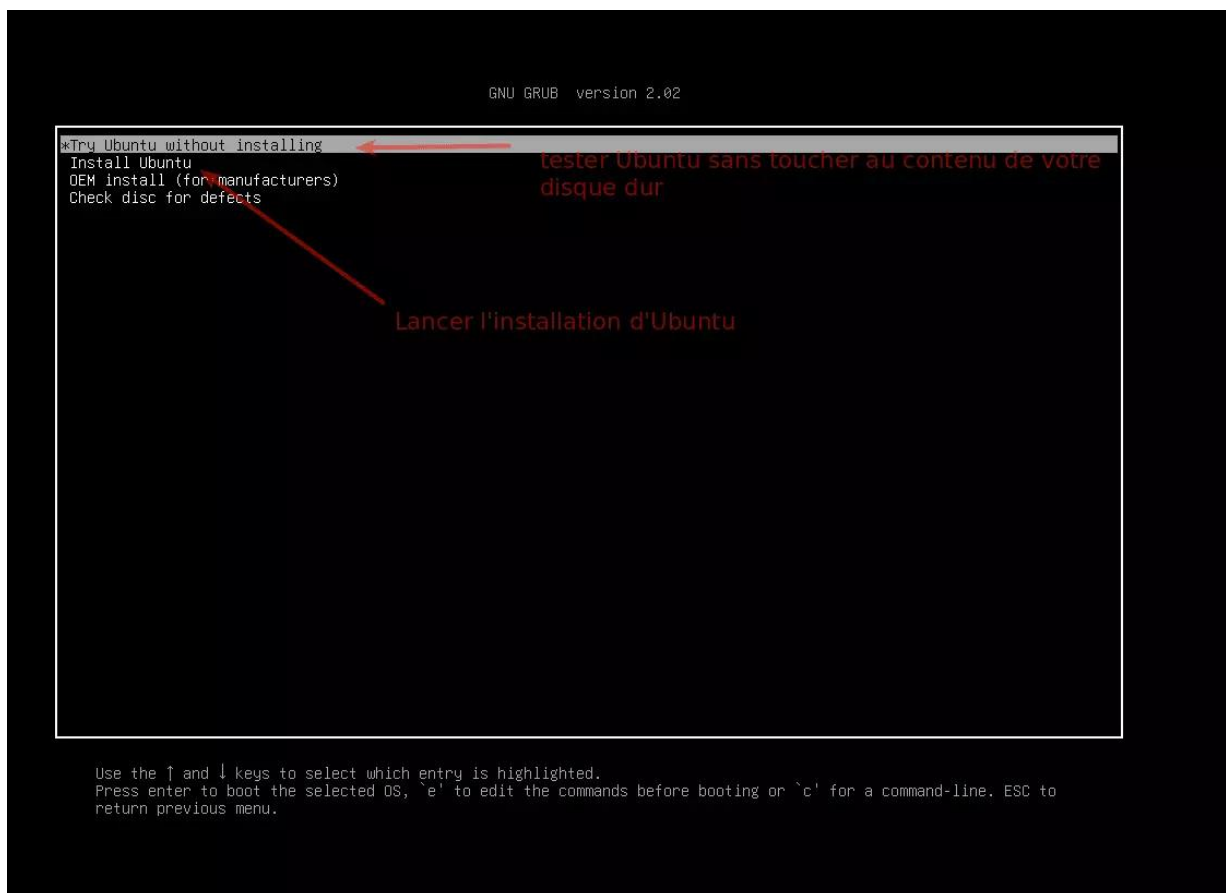 GNU GRUB version 2.02
*Try Ubuntu without installing
Install Ubuntu
OEM install (for manufacturers)
Check disc for defects
tester Ubuntu sans toucher au contenu de votre
disque dur
Lancer l'installation d'Ubuntu
Use the ↑ and ↓ keys to select which entry is highlighted.
Press enter to boot the selected OS, `e' to edit the commands before booting or `c' for a command-line. ESC to
return previous menu.